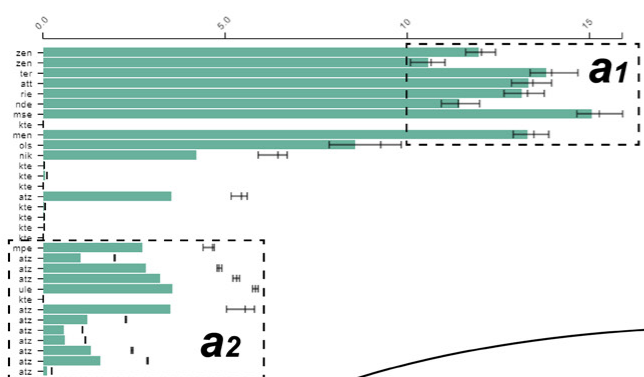 0.0 5.0 10 15
zen
zen
ter
att
rie
nde
mse
kte
men
ols
nik
kte
kte
kte
atz
kte
kte
kte
kte
mpe
atz
atz
atz
ule
kte
atz
atz
atz
atz
atz
atz
atz
a1
a2